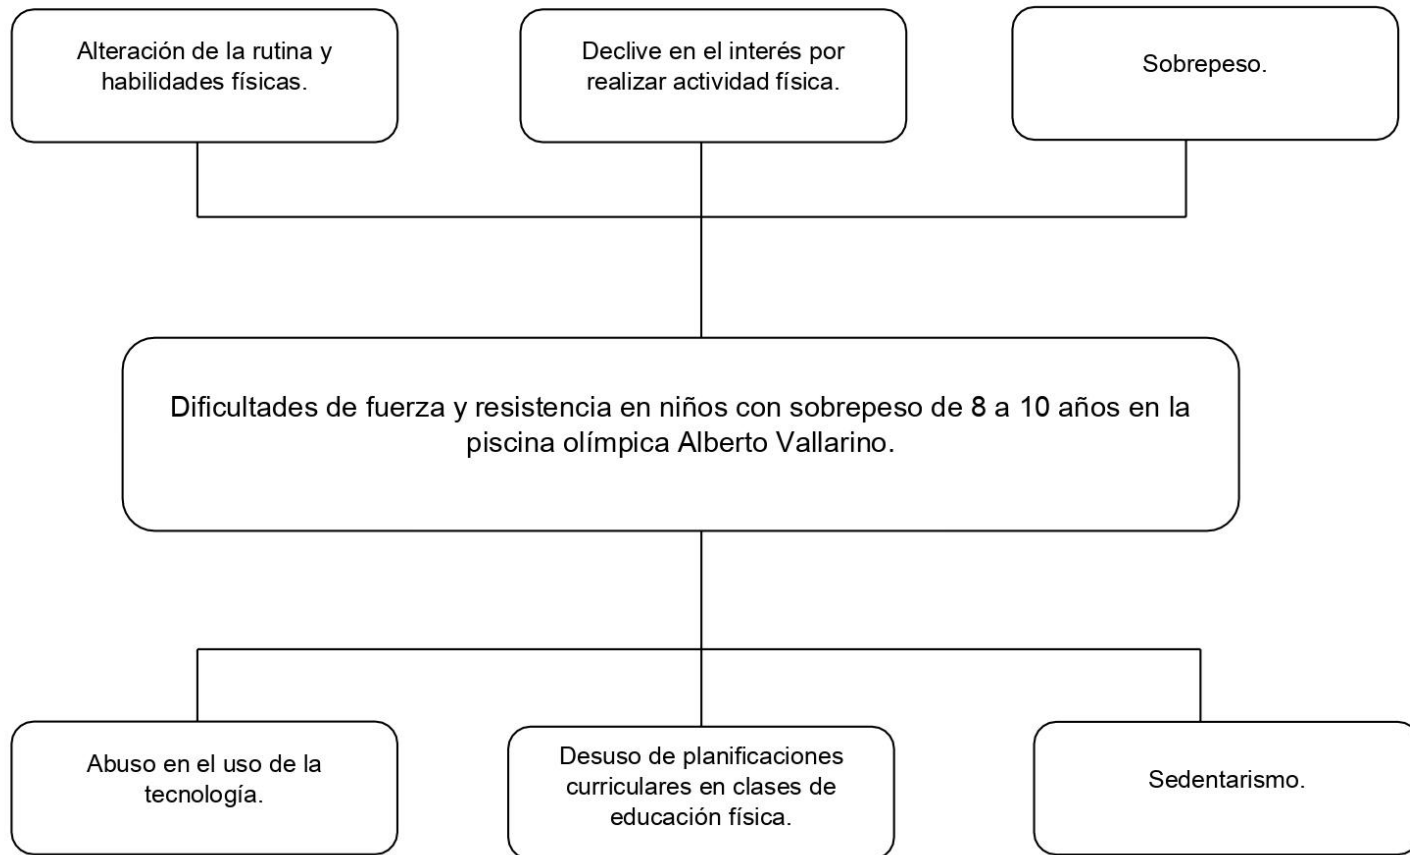 Alteración de la rutina y
habilidades físicas.
Declive en el interés por
realizar actividad física.
Sobrepeso.
Dificultades de fuerza y resistencia en niños con sobrepeso de 8 a 10 años en la
piscina olímpica Alberto Vallarino.
Abuso en el uso de la
tecnología.
Desuso de planificaciones
curriculares en clases de
educación física.
Sedentarismo.